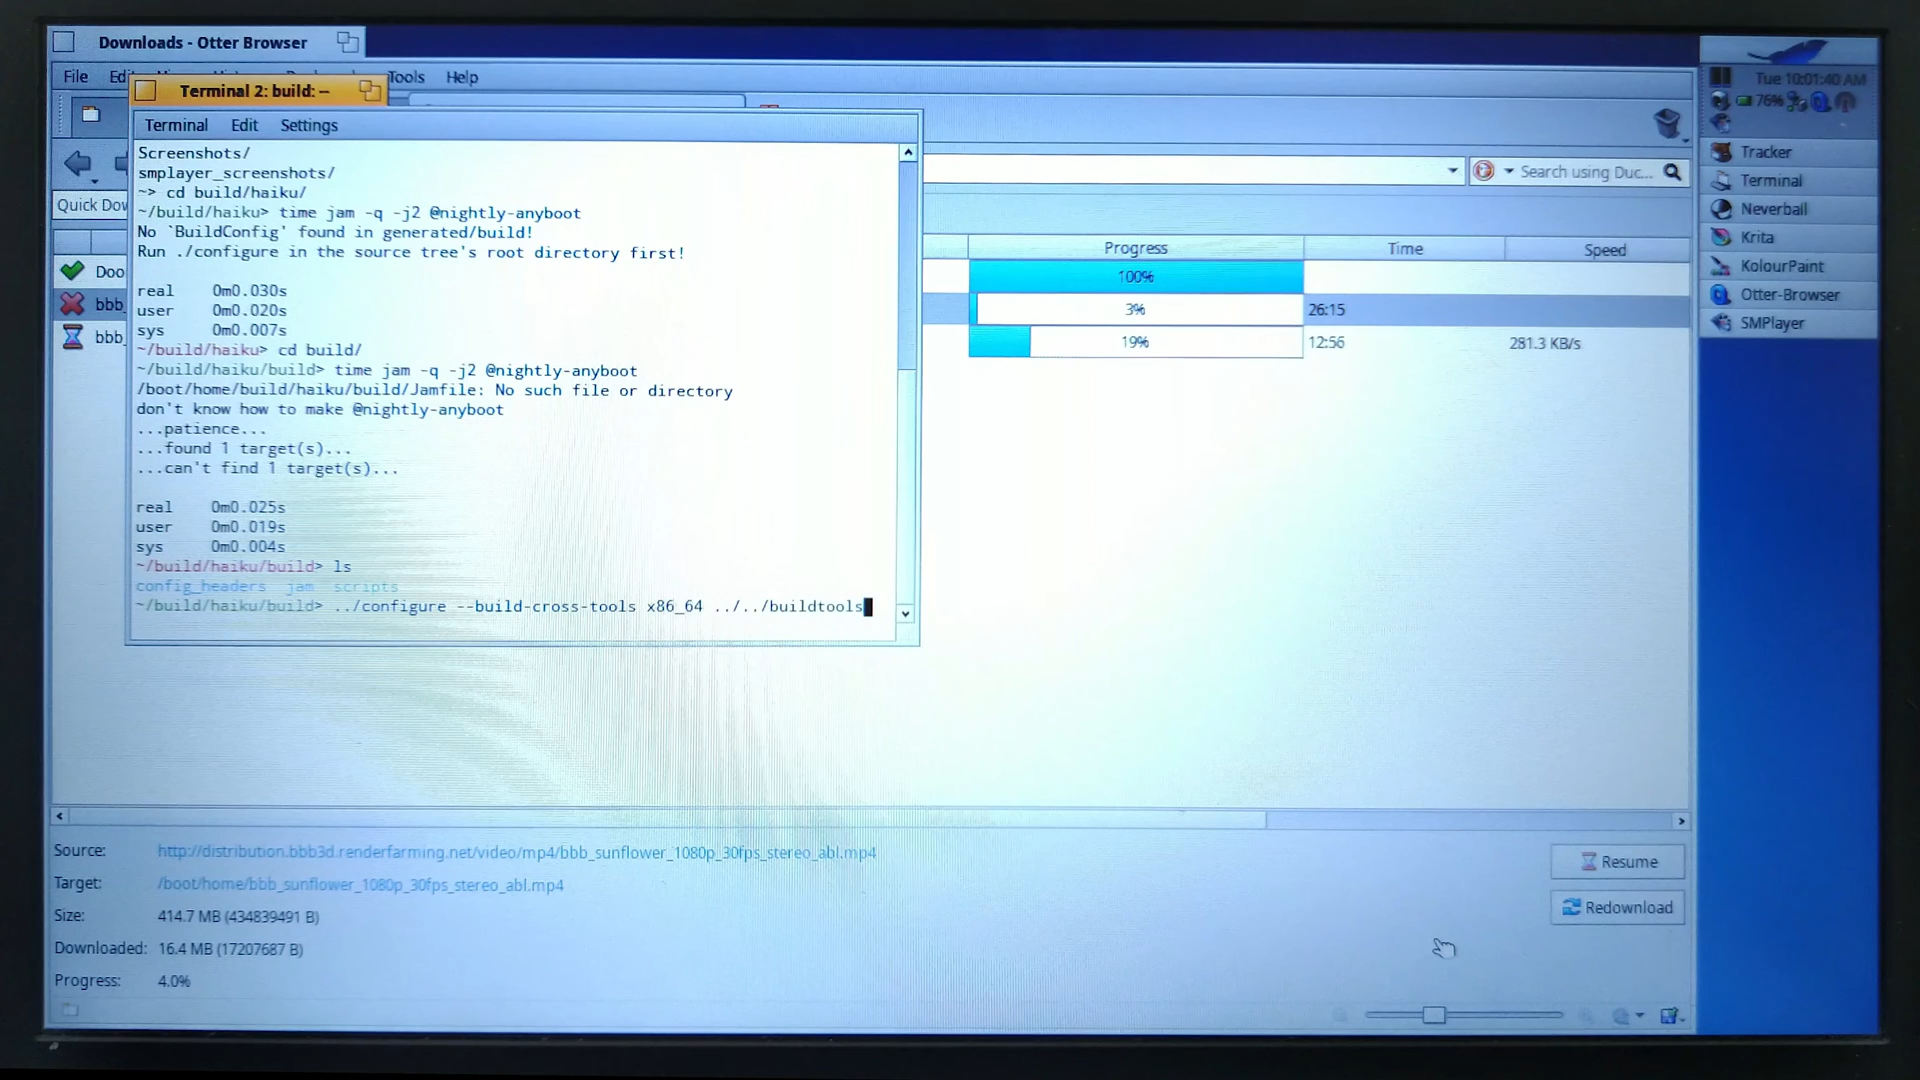 Downloads - Otter Browser
File
Tools Help
Terminal 2: build: --
Terminal Edit Settings
Screenshots/
smplayer_screenshots/
~> cd build/haiku/
~/build/haiku> time jam -q -j2 @nightly-anyboot
No `BuildConfig' found in generated/build!
Run ./configure in the source tree's root directory first!
real 0m0.030s
user 0m0.020s
sys 0m0.007s
~/build/haiku> cd build/
~/build/haiku/build> time jam -q -j2 @nightly-anyboot
/boot/home/build/haiku/build/Jamfile: No such file or directory
don't know how to make @nightly-anyboot
...patience...
...found 1 target(s)...
...can't find 1 target(s)...
real 0m0.025s
user 0m0.019s
sys 0m0.004s
~/build/haiku/build> ls
config_headers jam scripts
~/build/haiku/build> ../configure --build-cross-tools x86_64 ../../buildtools
Search using Duc...
Quick Dov
Progress Time Speed
Doo 100%
bbb_ 3% 26:15
bbb_ 19% 12:56 281.3 KB/s
Source: http://distribution.bbb3d.renderfarming.net/video/mp4/bbb_sunflower_1080p_30fps_stereo_abl.mp4
Target: /boot/home/bbb_sunflower_1080p_30fps_stereo_abl.mp4
Size: 414.7 MB (434839491 B)
Downloaded: 16.4 MB (17207687 B)
Progress: 4.0%
Resume
Redownload
Tue 10:01:40 AM
76%
Tracker
Terminal
Neverball
Krita
KolourPaint
Otter-Browser
SMPlayer